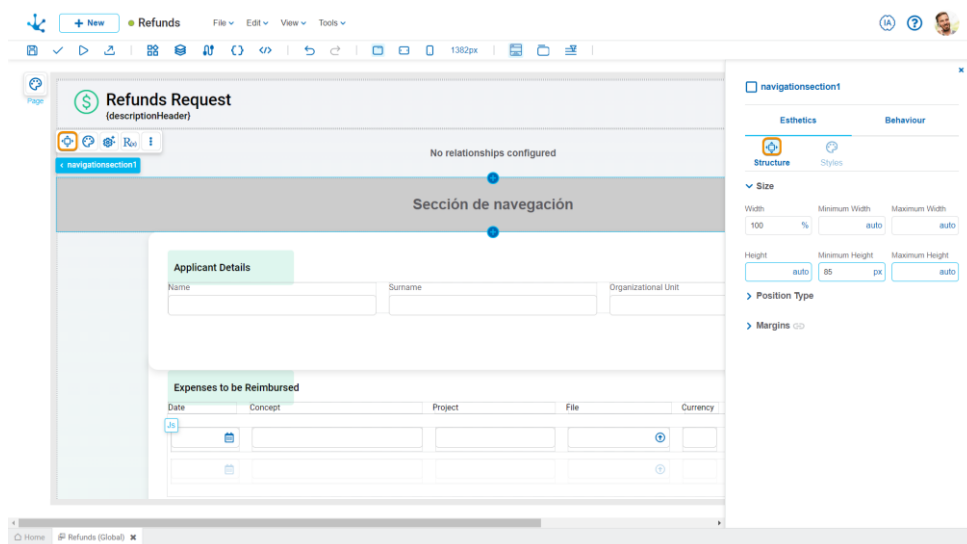 + New
Refunds
File
Edit
View
Tools
IA
?
1382px
Page
Refunds Request
{descriptionHeader}
R(x)
navigationsection1
No relationships configured
Sección de navegación
Applicant Details
Name
Surname
Organizational Unit
Expenses to be Reimbursed
Date
Concept
Project
File
Currency
Js
navigationsection1
Esthetics
Behaviour
Structure
Styles
Size
Width
Minimum Width
Maximum Width
100 %
auto
auto
Height
Minimum Height
Maximum Height
auto
85 px
auto
Position Type
Margins
Home
Refunds (Global)